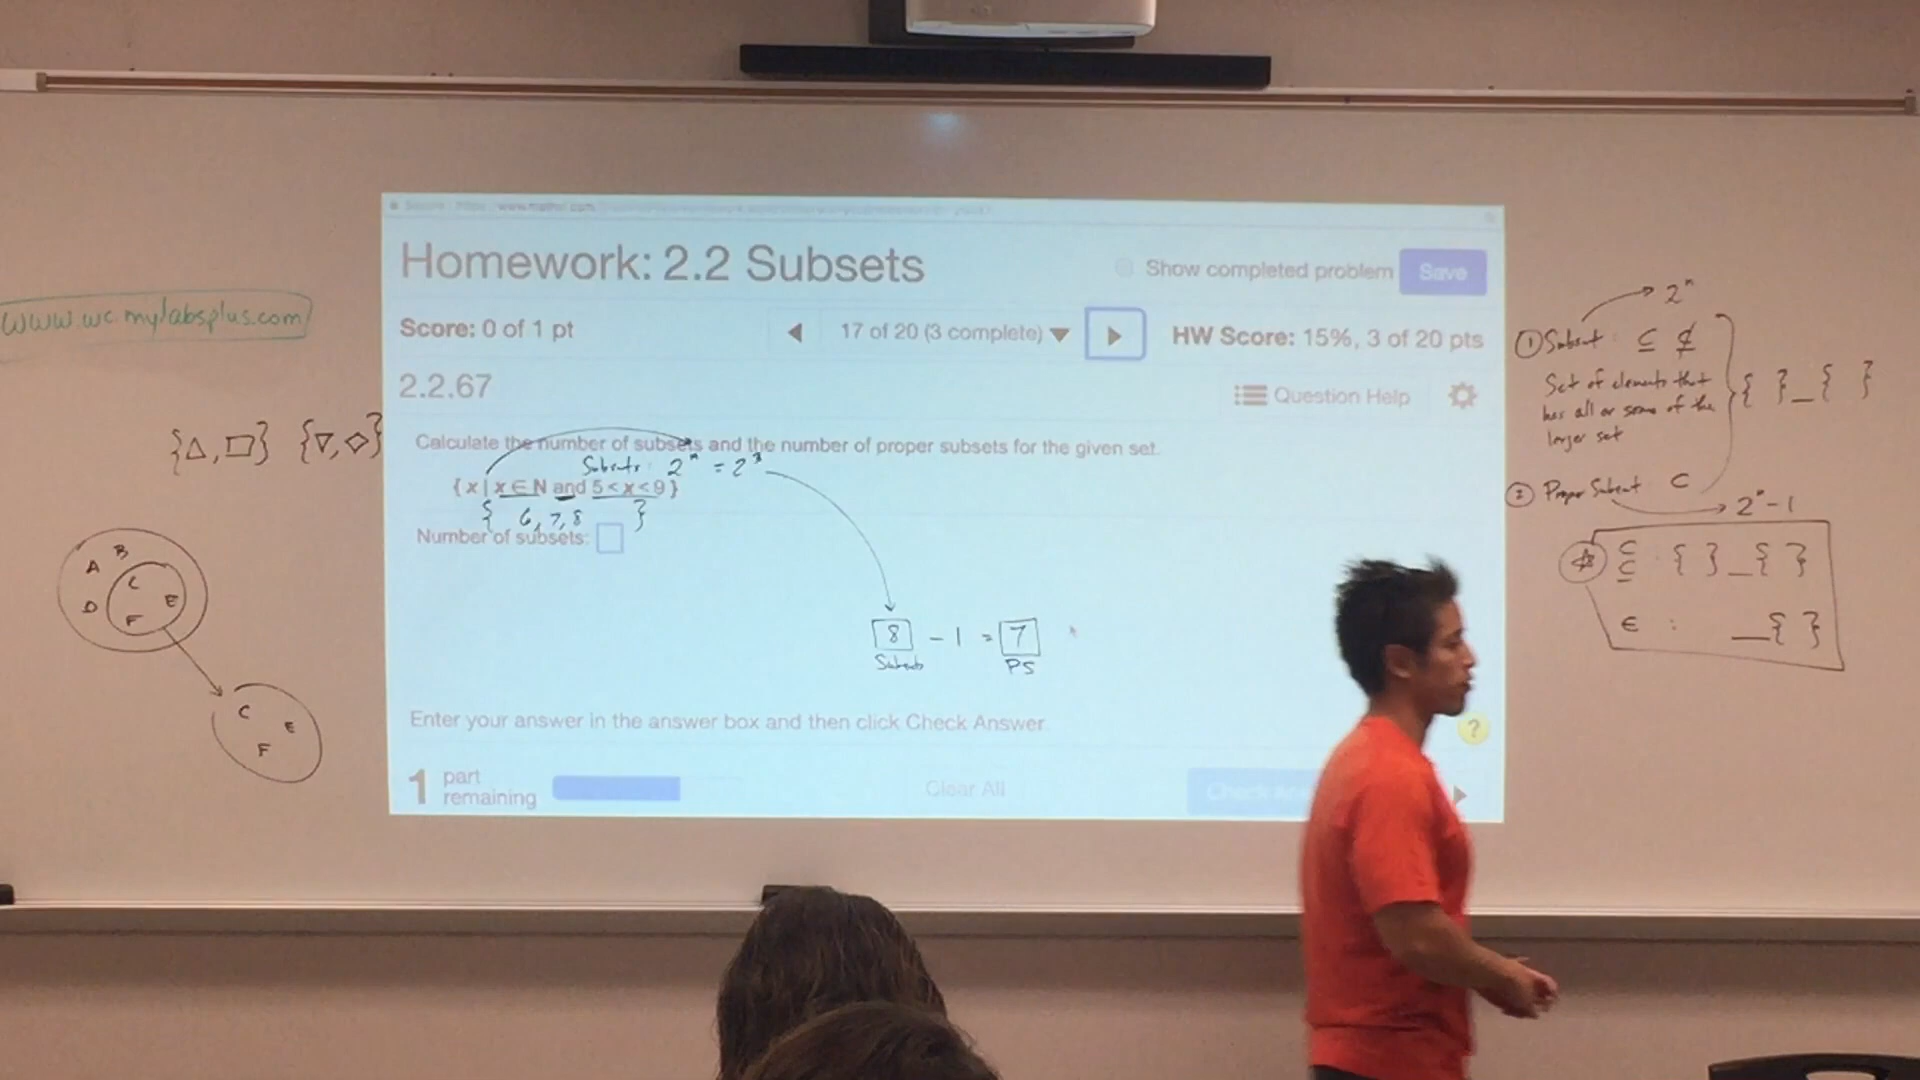 Homework: 2.2 Subsets
Show completed problem
Save
Score: 0 of 1 pt
17 of 20 (3 complete)
HW Score: 15%, 3 of 20 pts
2.2.67
Question Help
Calculate the number of subsets and the number of proper subsets for the given set.
Subsets: 2ⁿ = 2³
{x | x ∈ N and 5 < x < 9}
{ 6, 7, 8 }
Number of subsets:
8 - 1 = 7
Subsets PS
Enter your answer in the answer box and then click Check Answer
1 part remaining
Clear All
?
www.wc.mylabsplus.com
{△, □} {▽, ◇}
A B
C
D E
F
C E
F
2ⁿ
① Subset: ⊆ ⊈
Set of elements that
has all or some of the
larger set
{ } _ { }
② Proper Subset ⊂
2ⁿ - 1
☆ ⊂ ⊆ : { } _ { }
∈ : _ { }